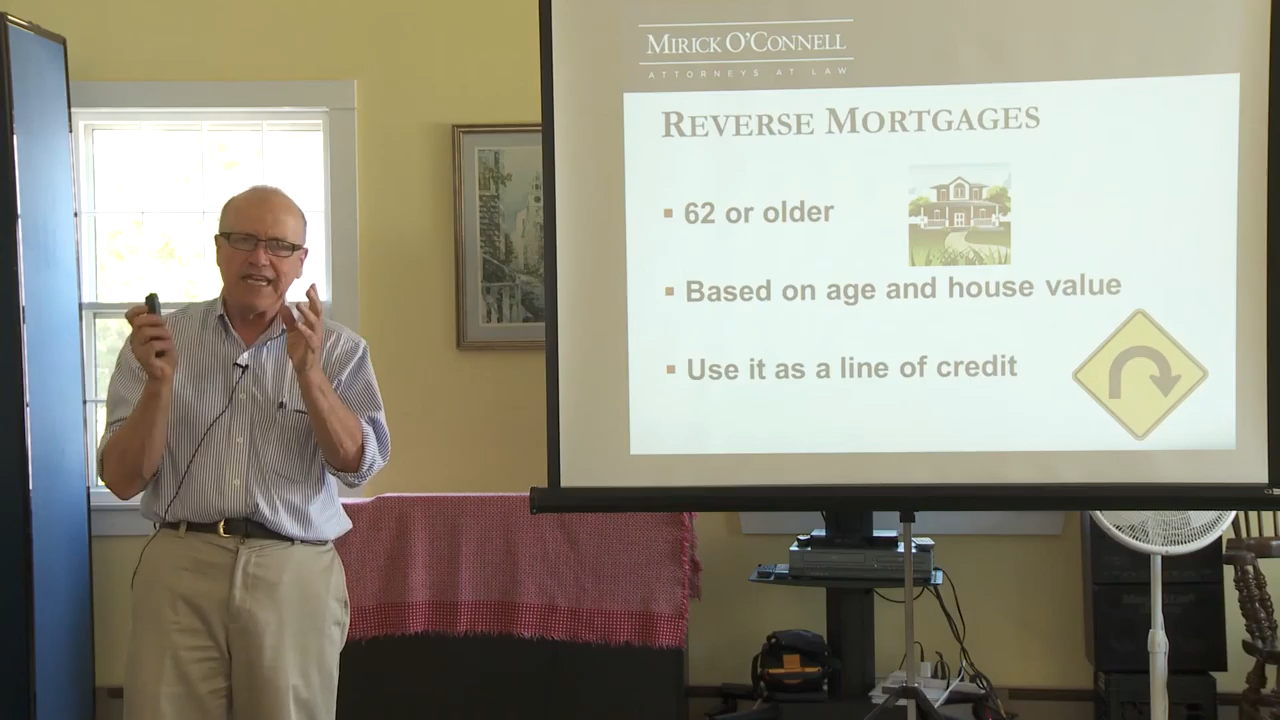 MIRICK O'CONNELL
ATTORNEYS AT LAW
REVERSE MORTGAGES
▪ 62 or older
▪ Based on age and house value
▪ Use it as a line of credit